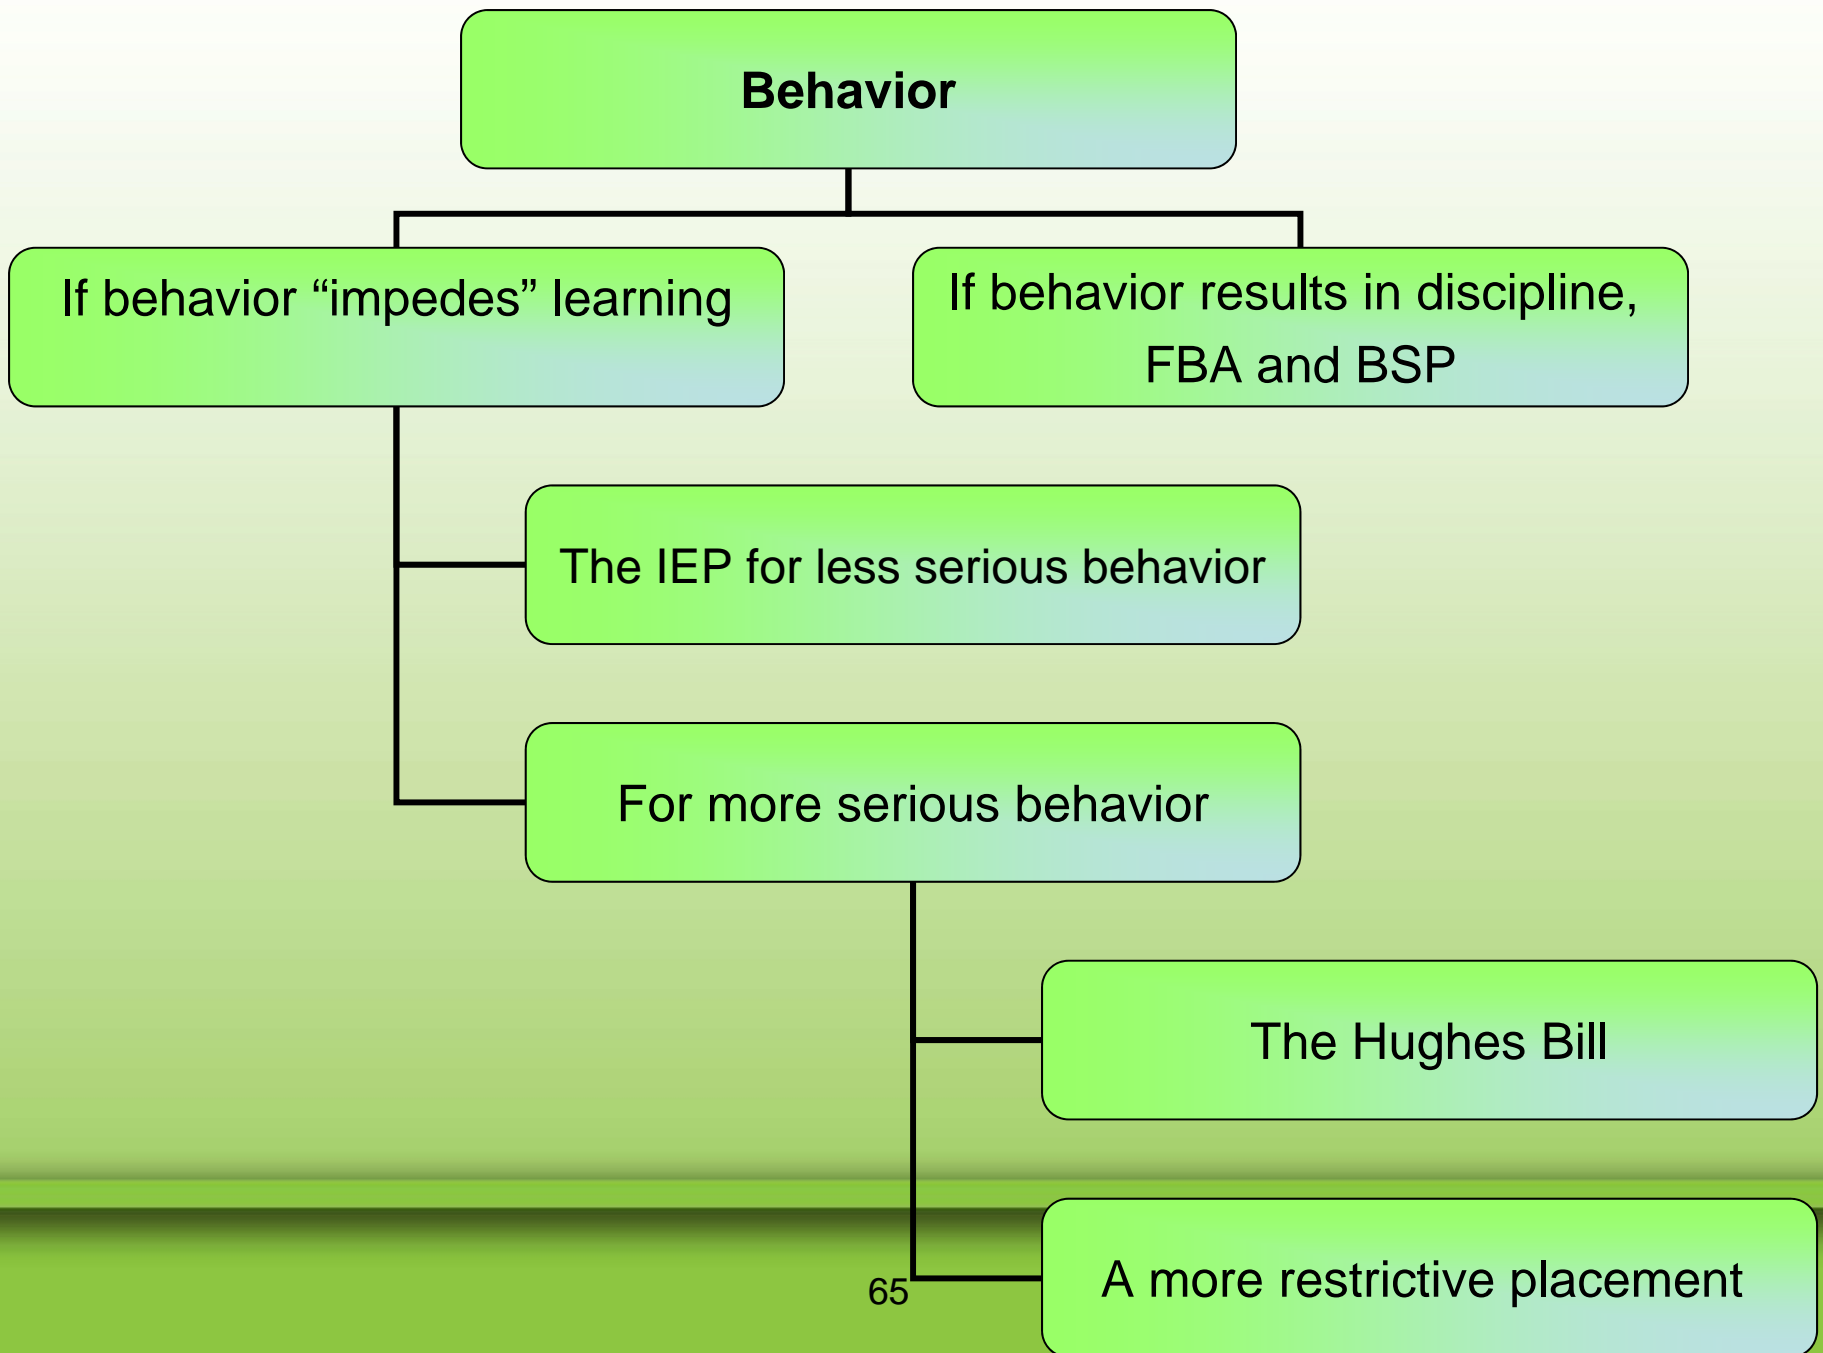 Behavior
If behavior “impedes” learning
If behavior results in discipline,
FBA and BSP
The IEP for less serious behavior
For more serious behavior
The Hughes Bill
A more restrictive placement
65